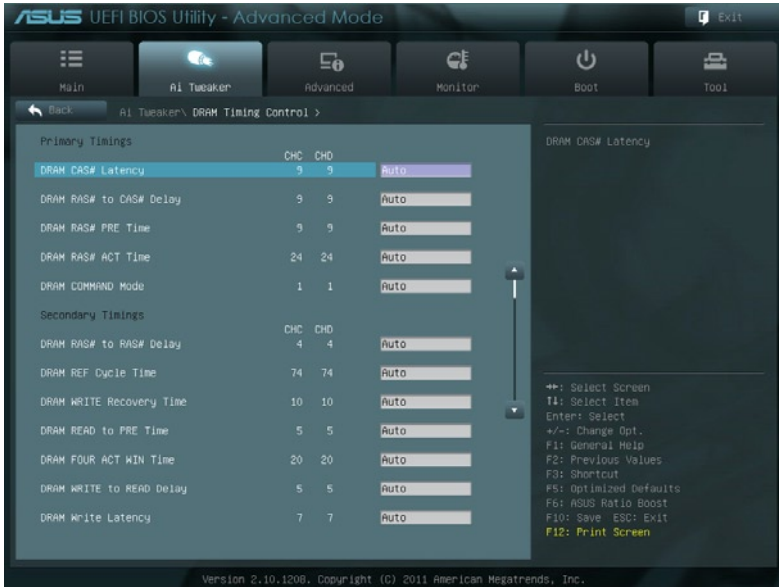 ASUS UEFI BIOS Utility - Advanced Mode
Exit
Main
Ai Tweaker
Advanced
Monitor
Boot
Tool
Back
Ai Tweaker\ DRAM Timing Control >
Primary Timings
CHC CHD
DRAM CAS# Latency 9 9 Auto
DRAM RAS# to CAS# Delay 9 9 Auto
DRAM RAS# PRE Time 9 9 Auto
DRAM RAS# ACT Time 24 24 Auto
DRAM COMMAND Mode 1 1 Auto
Secondary Timings
CHC CHD
DRAM RAS# to RAS# Delay 4 4 Auto
DRAM REF Cycle Time 74 74 Auto
DRAM WRITE Recovery Time 10 10 Auto
DRAM READ to PRE Time 5 5 Auto
DRAM FOUR ACT WIN Time 20 20 Auto
DRAM WRITE to READ Delay 5 5 Auto
DRAM Write Latency 7 7 Auto
DRAM CAS# Latency
→←: Select Screen
↑↓: Select Item
Enter: Select
+/-: Change Opt.
F1: General Help
F2: Previous Values
F3: Shortcut
F5: Optimized Defaults
F6: ASUS Ratio Boost
F10: Save ESC: Exit
F12: Print Screen
Version 2.10.1208. Copyright (C) 2011 American Megatrends, Inc.